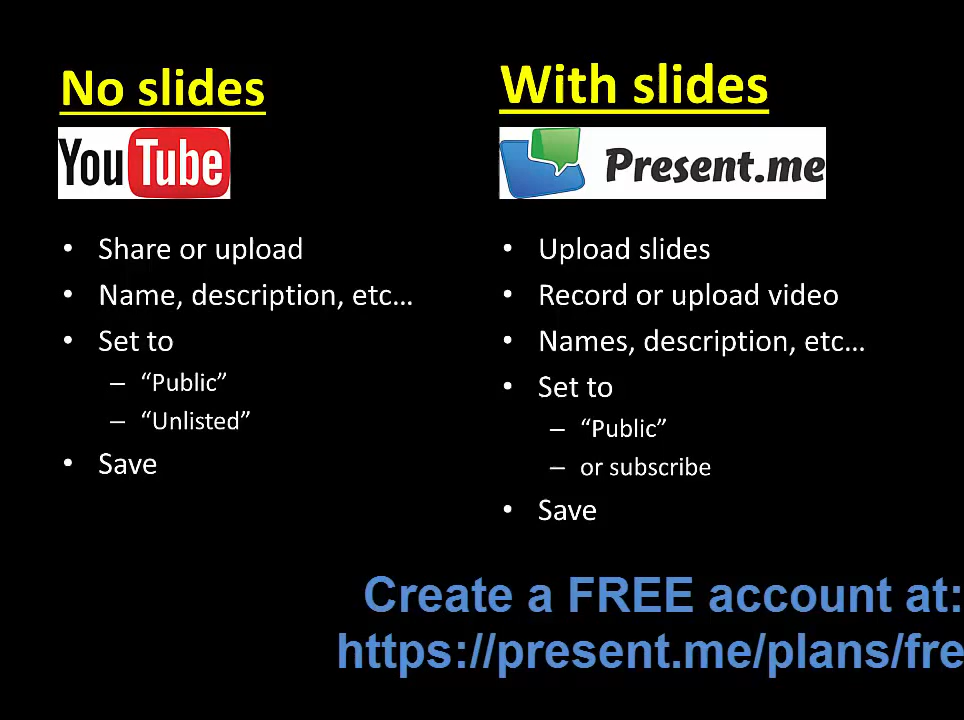 No slides
YouTube
• Share or upload
• Name, description, etc…
• Set to
– “Public”
– “Unlisted”
• Save
With slides
Present.me
• Upload slides
• Record or upload video
• Names, description, etc…
• Set to
– “Public”
– or subscribe
• Save
Create a FREE account at:
https://present.me/plans/fre